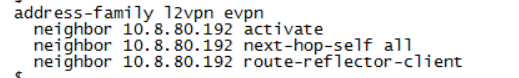 $
address-family l2vpn evpn
  neighbor 10.8.80.192 activate
  neighbor 10.8.80.192 next-hop-self all
  neighbor 10.8.80.192 route-reflector-client
$